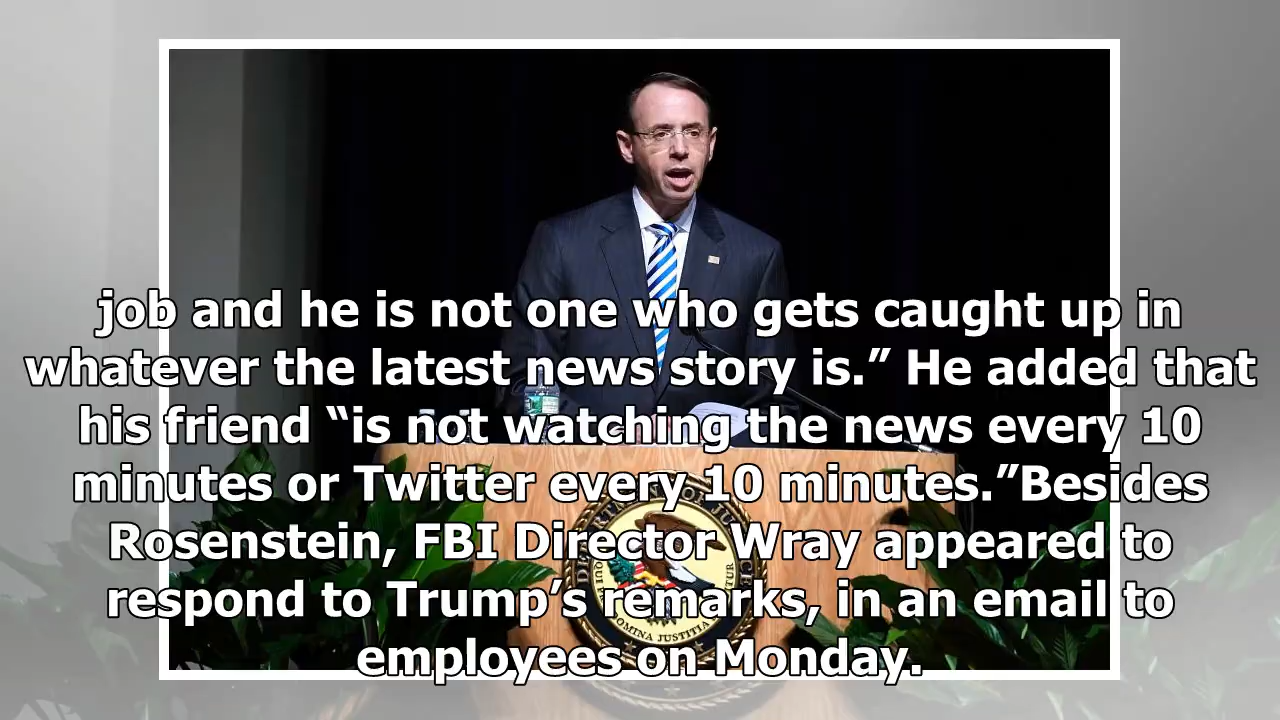 job and he is not one who gets caught up in
whatever the latest news story is.” He added that
his friend “is not watching the news every 10
minutes or Twitter every 10 minutes.”Besides
Rosenstein, FBI Director Wray appeared to
respond to Trump’s remarks, in an email to
employees on Monday.
DOMINA JUSTITIA